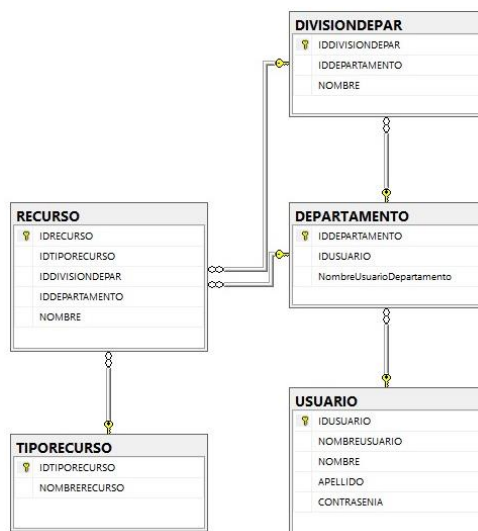 DIVISIONDEPAR
IDDIVISIONDEPAR
IDDEPARTAMENTO
NOMBRE
RECURSO
IDRECURSO
IDTIPORECURSO
IDDIVISIONDEPAR
IDDEPARTAMENTO
NOMBRE
DEPARTAMENTO
IDDEPARTAMENTO
IDUSUARIO
NombreUsuarioDepartamento
TIPORECURSO
IDTIPORECURSO
NOMBRERECURSO
USUARIO
IDUSUARIO
NOMBREUSUARIO
NOMBRE
APELLIDO
CONTRASENIA